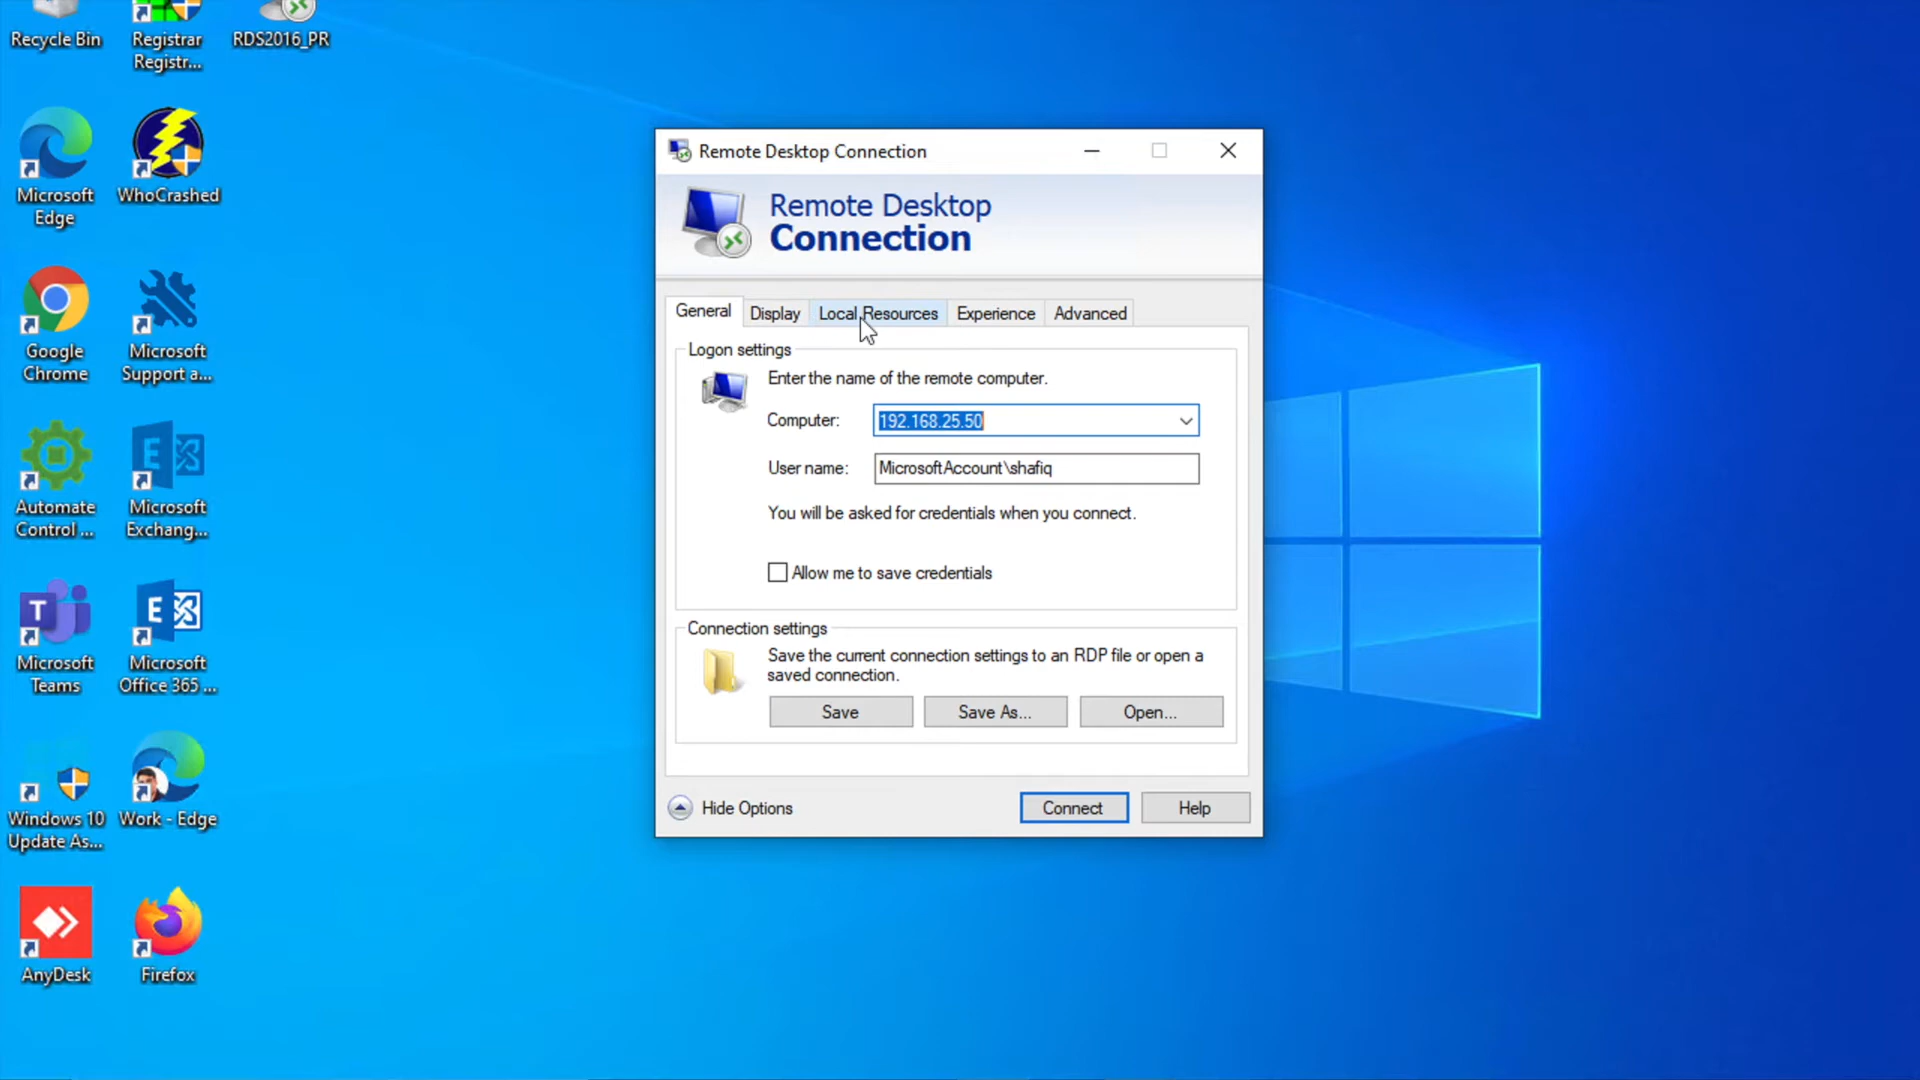 Recycle Bin
Registrar
Registr...
RDS2016_PR
Microsoft
Edge
WhoCrashed
Google
Chrome
Microsoft
Support a...
Automate
Control ...
Microsoft
Exchang...
T
Microsoft
Teams
E
Microsoft
Office 365 ...
Windows 10
Update As...
Work - Edge
AnyDesk
Firefox
Remote Desktop Connection
Remote Desktop
Connection
General
Display
Local Resources
Experience
Advanced
Logon settings
Enter the name of the remote computer.
Computer:
192.168.25.50
User name:
MicrosoftAccount\shafiq
You will be asked for credentials when you connect.
Allow me to save credentials
Connection settings
Save the current connection settings to an RDP file or open a
saved connection.
Save
Save As...
Open...
Hide Options
Connect
Help